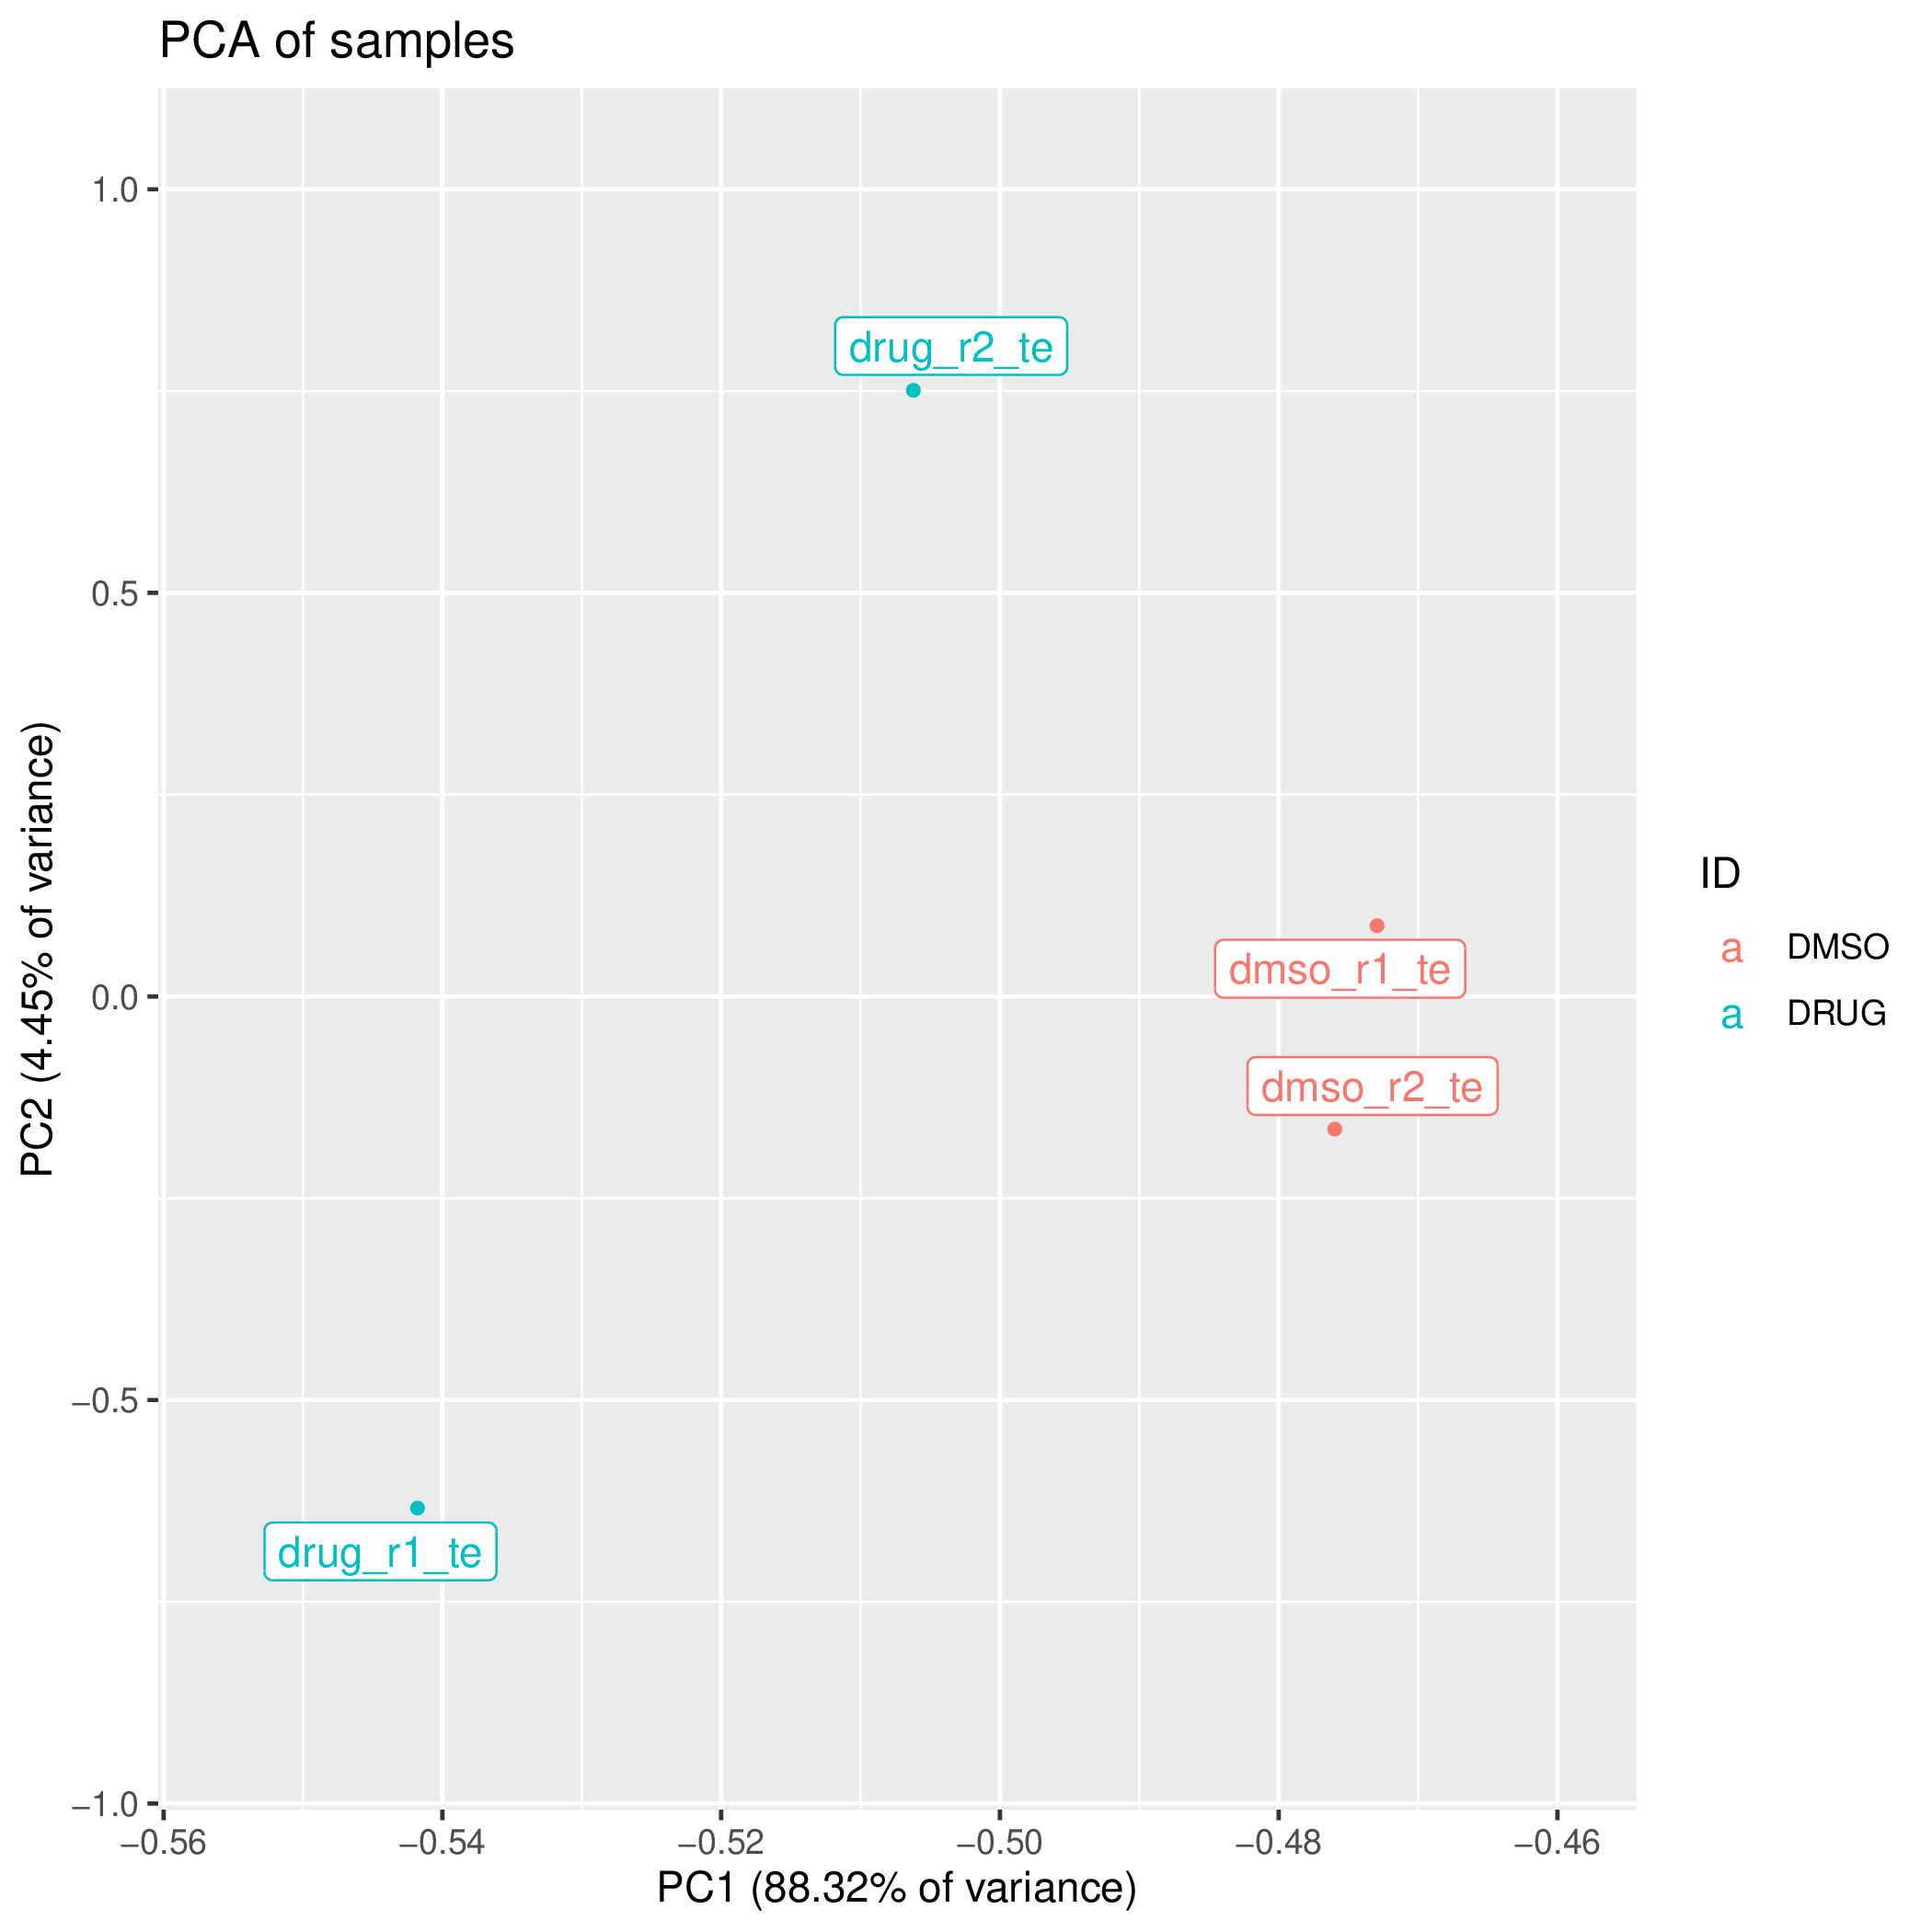 PCA of samples
1.0
0.5
0.0
−0.5
−1.0
PC2 (4.45% of variance)
drug_r2_te
dmso_r1_te
dmso_r2_te
drug_r1_te
ID
a DMSO
a DRUG
−0.56 −0.54 −0.52 −0.50 −0.48 −0.46
PC1 (88.32% of variance)